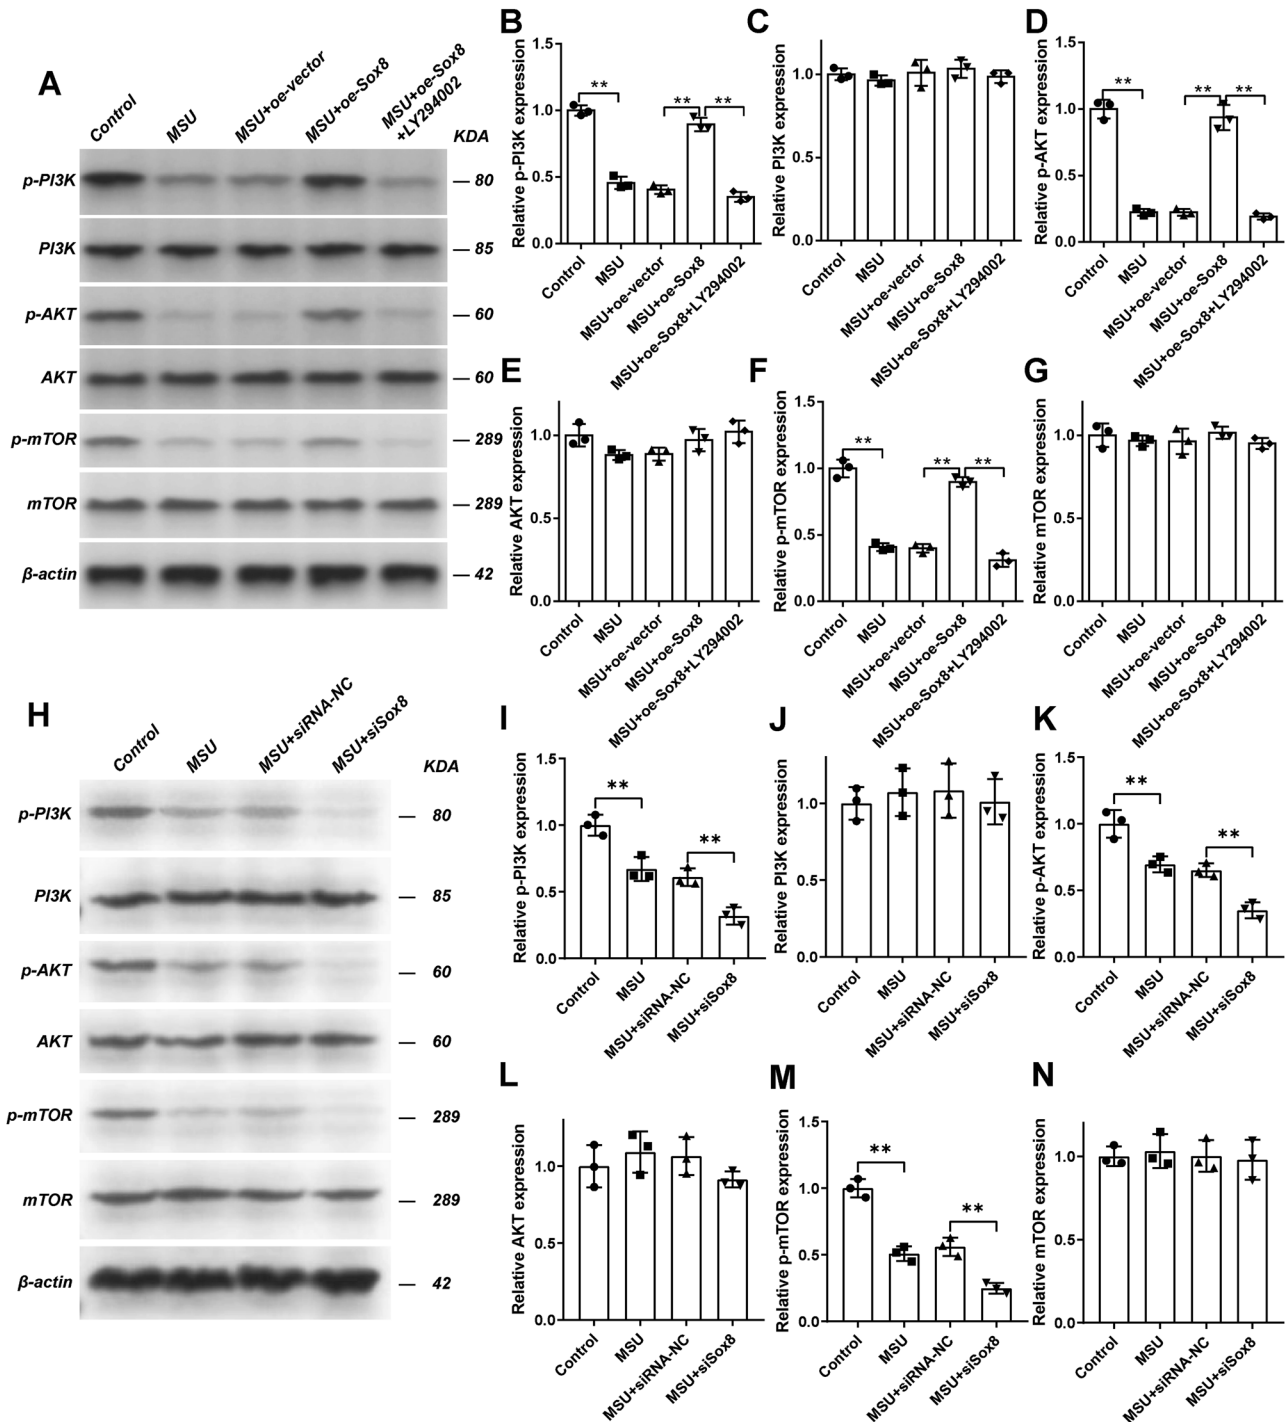 A
Control
MSU
MSU+oe-vector
MSU+oe-Sox8
MSU+oe-Sox8
+LY294002
KDA
p-PI3K
80
PI3K
85
p-AKT
60
AKT
60
p-mTOR
289
mTOR
289
β-actin
42
B
Relative p-PI3K expression
1.5
1.0
0.5
0.0
**
**
**
Control
MSU
MSU+oe-vector
MSU+oe-Sox8
MSU+oe-Sox8+LY294002
C
Relative PI3K expression
1.0
0.5
0.0
Control
MSU
MSU+oe-vector
MSU+oe-Sox8
MSU+oe-Sox8+LY294002
D
Relative p-AKT expression
1.5
1.0
0.5
0.0
**
**
**
Control
MSU
MSU+oe-vector
MSU+oe-Sox8
MSU+oe-Sox8+LY294002
E
Relative AKT expression
1.0
0.5
0.0
Control
MSU
MSU+oe-vector
MSU+oe-Sox8
MSU+oe-Sox8+LY294002
F
Relative p-mTOR expression
1.5
1.0
0.5
0.0
**
**
**
Control
MSU
MSU+oe-vector
MSU+oe-Sox8
MSU+oe-Sox8+LY294002
G
Relative mTOR expression
1.0
0.5
0.0
Control
MSU
MSU+oe-vector
MSU+oe-Sox8
MSU+oe-Sox8+LY294002
H
Control
MSU
MSU+siRNA-NC
MSU+siSox8
KDA
p-PI3K
80
PI3K
85
p-AKT
60
AKT
60
p-mTOR
289
mTOR
289
β-actin
42
I
Relative p-PI3K expression
1.5
1.0
0.5
0.0
**
**
Control
MSU
MSU+siRNA-NC
MSU+siSox8
J
Relative PI3K expression
1.0
0.5
0.0
Control
MSU
MSU+siRNA-NC
MSU+siSox8
K
Relative p-AKT expression
1.5
1.0
0.5
0.0
**
**
Control
MSU
MSU+siRNA-NC
MSU+siSox8
L
Relative AKT expression
1.0
0.5
0.0
Control
MSU
MSU+siRNA-NC
MSU+siSox8
M
Relative p-mTOR expression
1.5
1.0
0.5
0.0
**
**
Control
MSU
MSU+siRNA-NC
MSU+siSox8
N
Relative mTOR expression
1.0
0.5
0.0
Control
MSU
MSU+siRNA-NC
MSU+siSox8